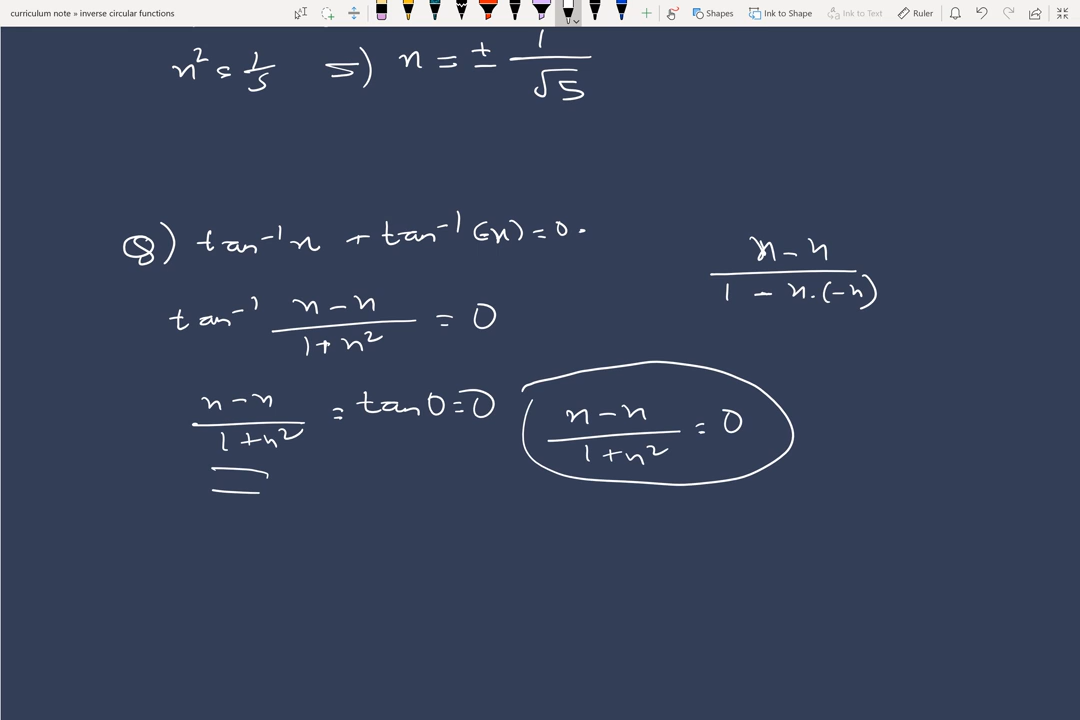 curriculum note » inverse circular functions
Shapes Ink to Shape Ink to Text Ruler
n² = 1/5 ⇒) n = ± 1/√5
Q) tan⁻¹ n + tan⁻¹ (-n) = 0.
(n - n)/(1 - n.(-n))
tan⁻¹ (n - n)/(1 + n²) = 0
(n - n)/(1 + n²) = tan 0 = 0
(n - n)/(1 + n²) = 0